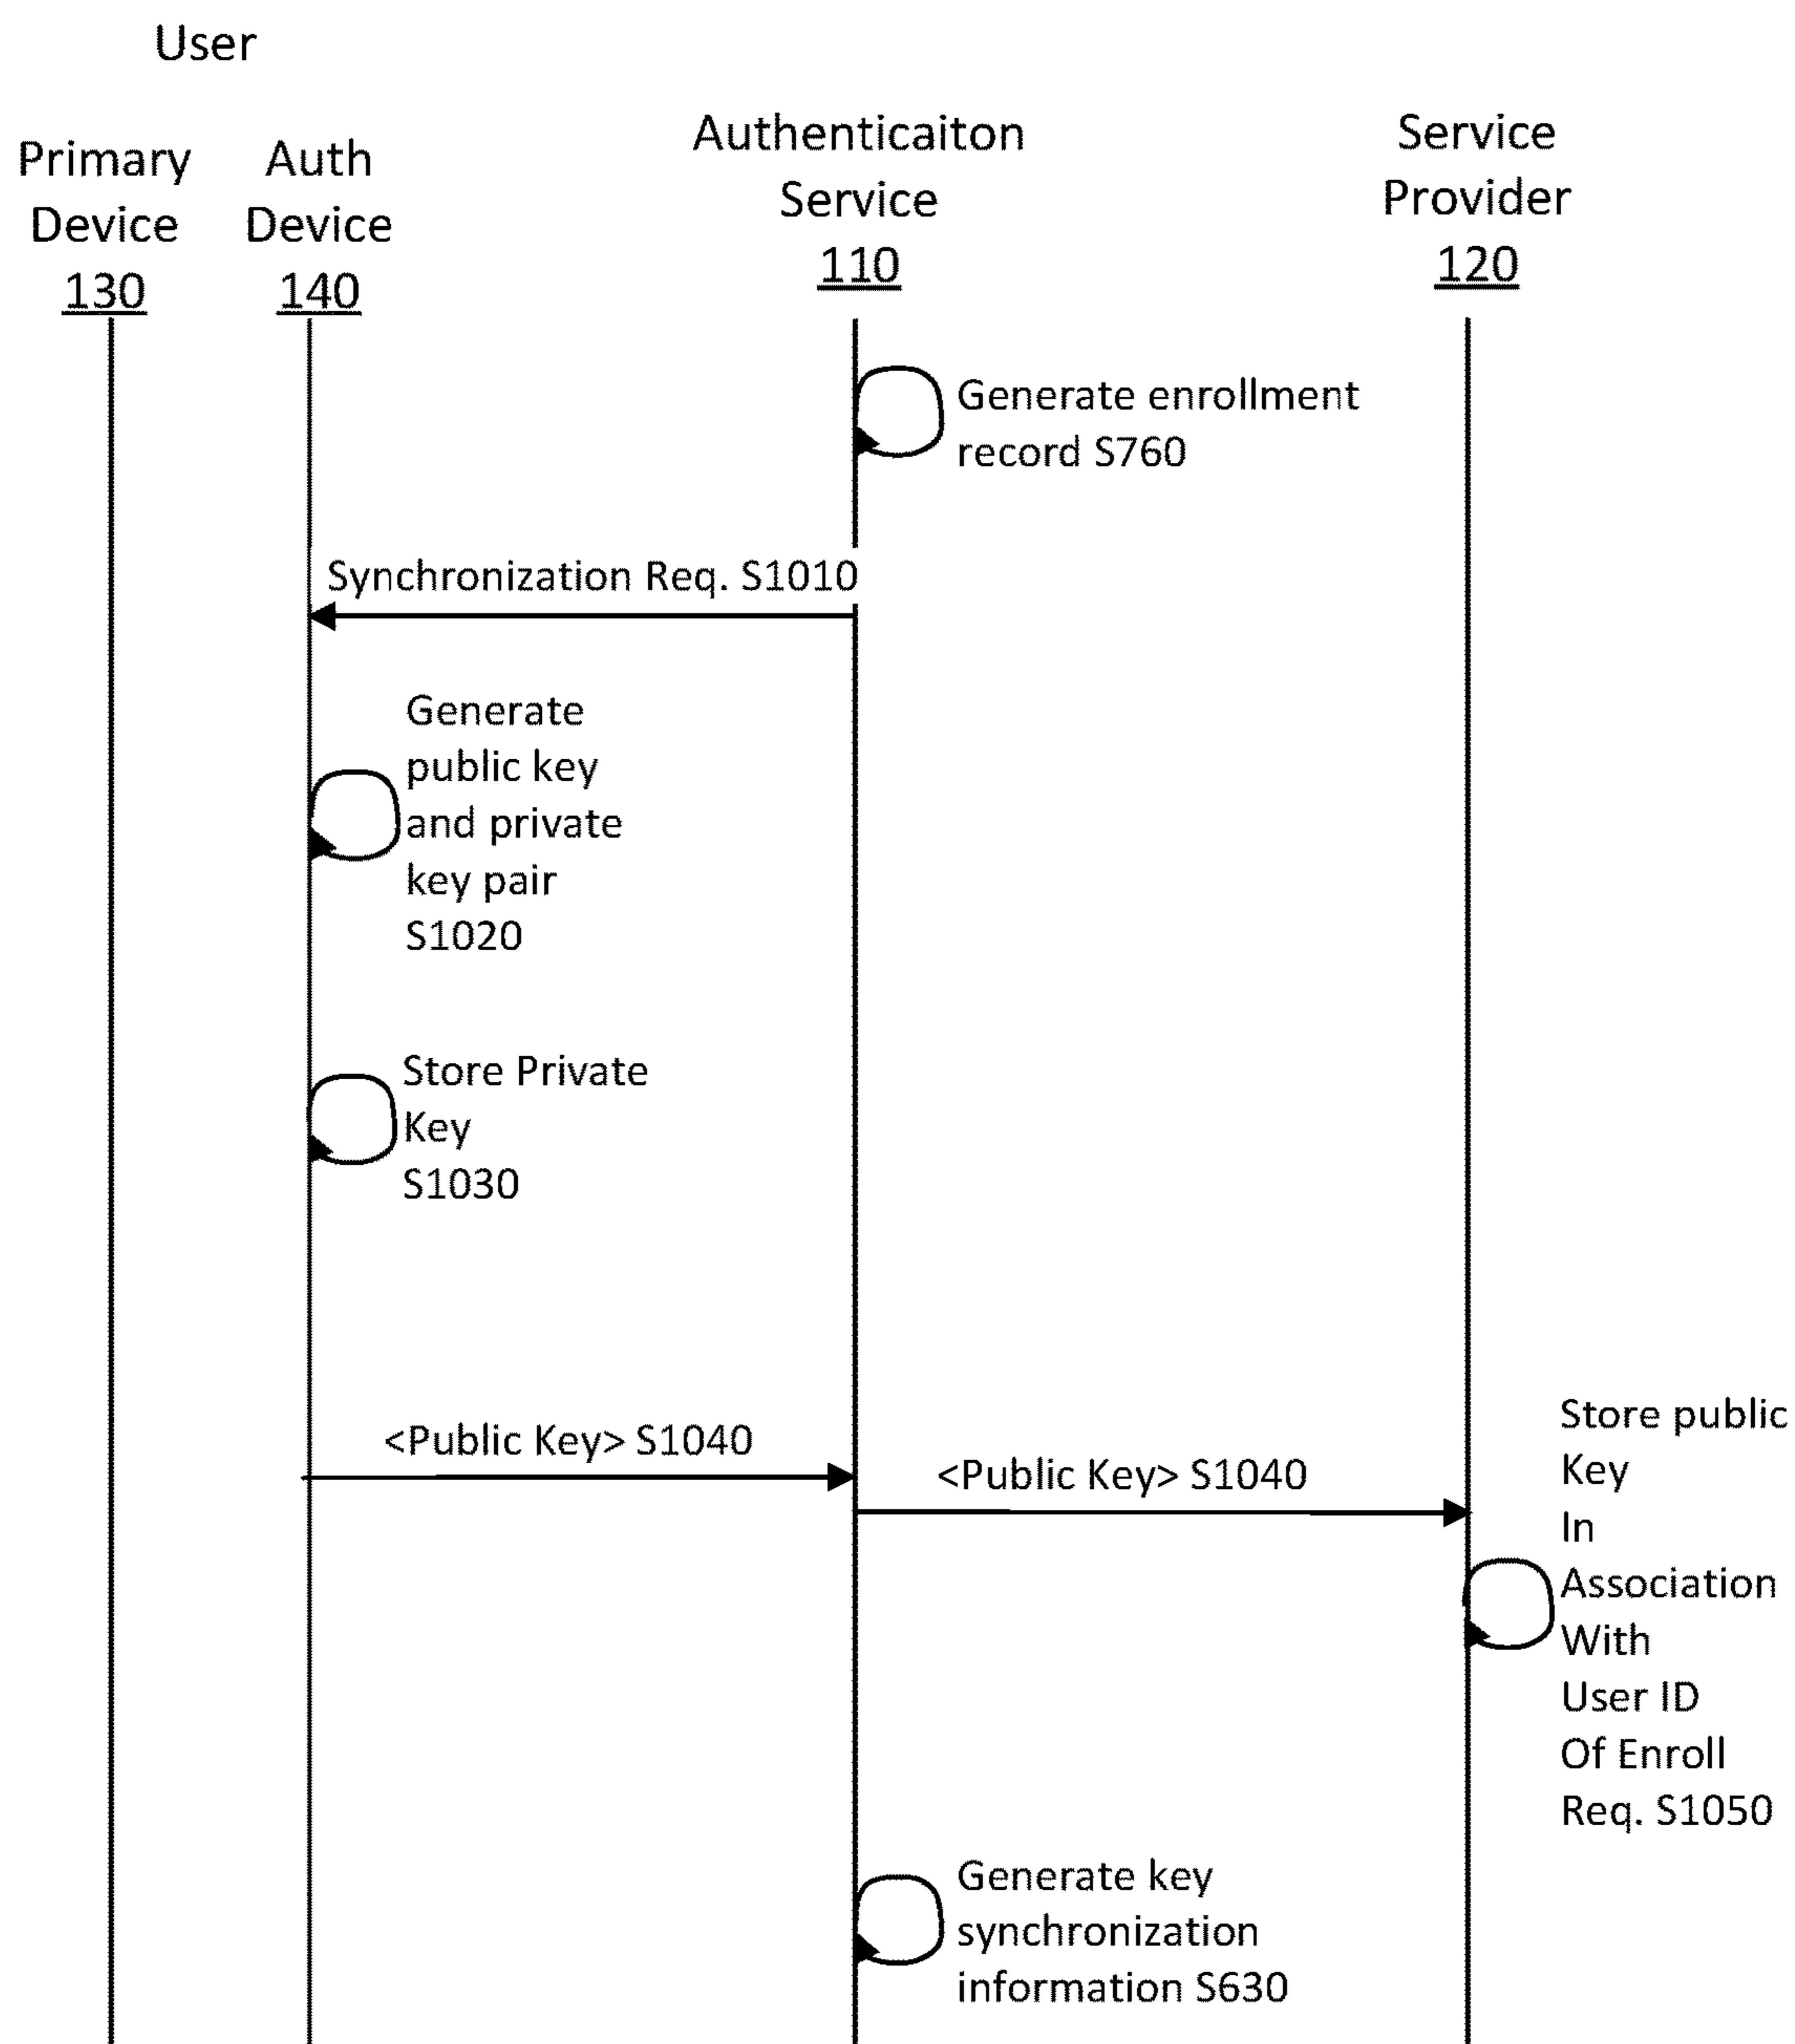 User
Primary
Device
130
Auth
Device
140
Authenticaiton
Service
110
Service
Provider
120
Generate enrollment
record S760
Synchronization Req. S1010
Generate
public key
and private
key pair
S1020
Store Private
Key
S1030
<Public Key> S1040
<Public Key> S1040
Store public
Key
In
Association
With
User ID
Of Enroll
Req. S1050
Generate key
synchronization
information S630